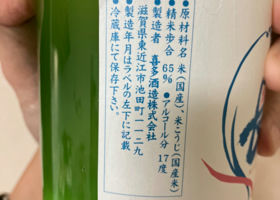 ●原材料名 米(国産)、米こうじ(国産米)
●精米歩合 65% ●アルコール分 17度
●製造者 喜多酒造株式会社
滋賀県東近江市池田町一一二九
●製造年月はラベルの左下に記載
●冷蔵庫にて保存下さい。